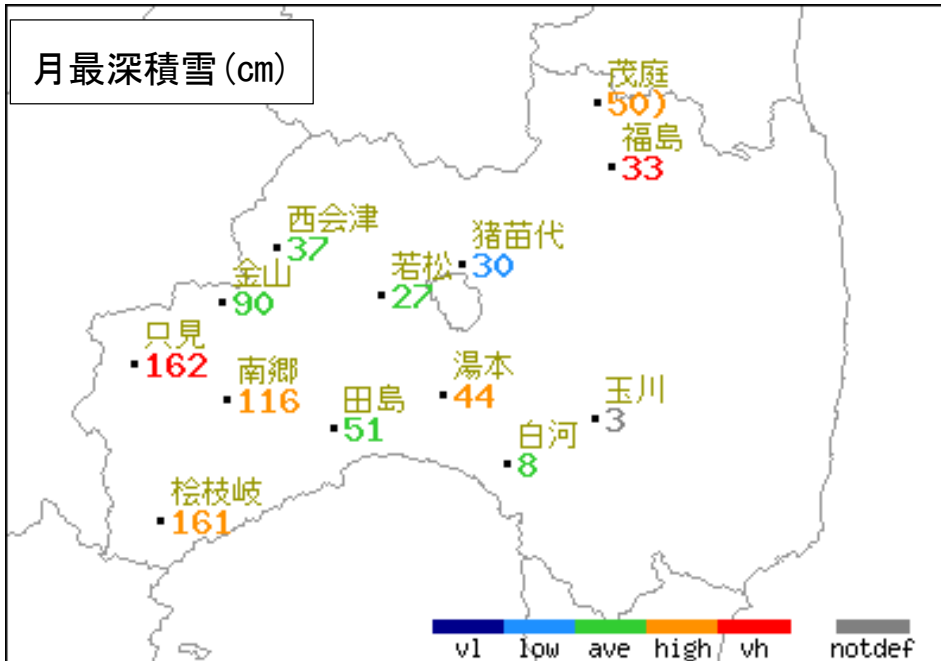 月最深積雪(cm)
茂庭
50)
福島
33
西会津
37
猪苗代
30
若松
27
金山
90
只見
162
南郷
116
湯本
44
田島
51
玉川
3
白河
8
桧枝岐
161
vl low ave high vh notdef